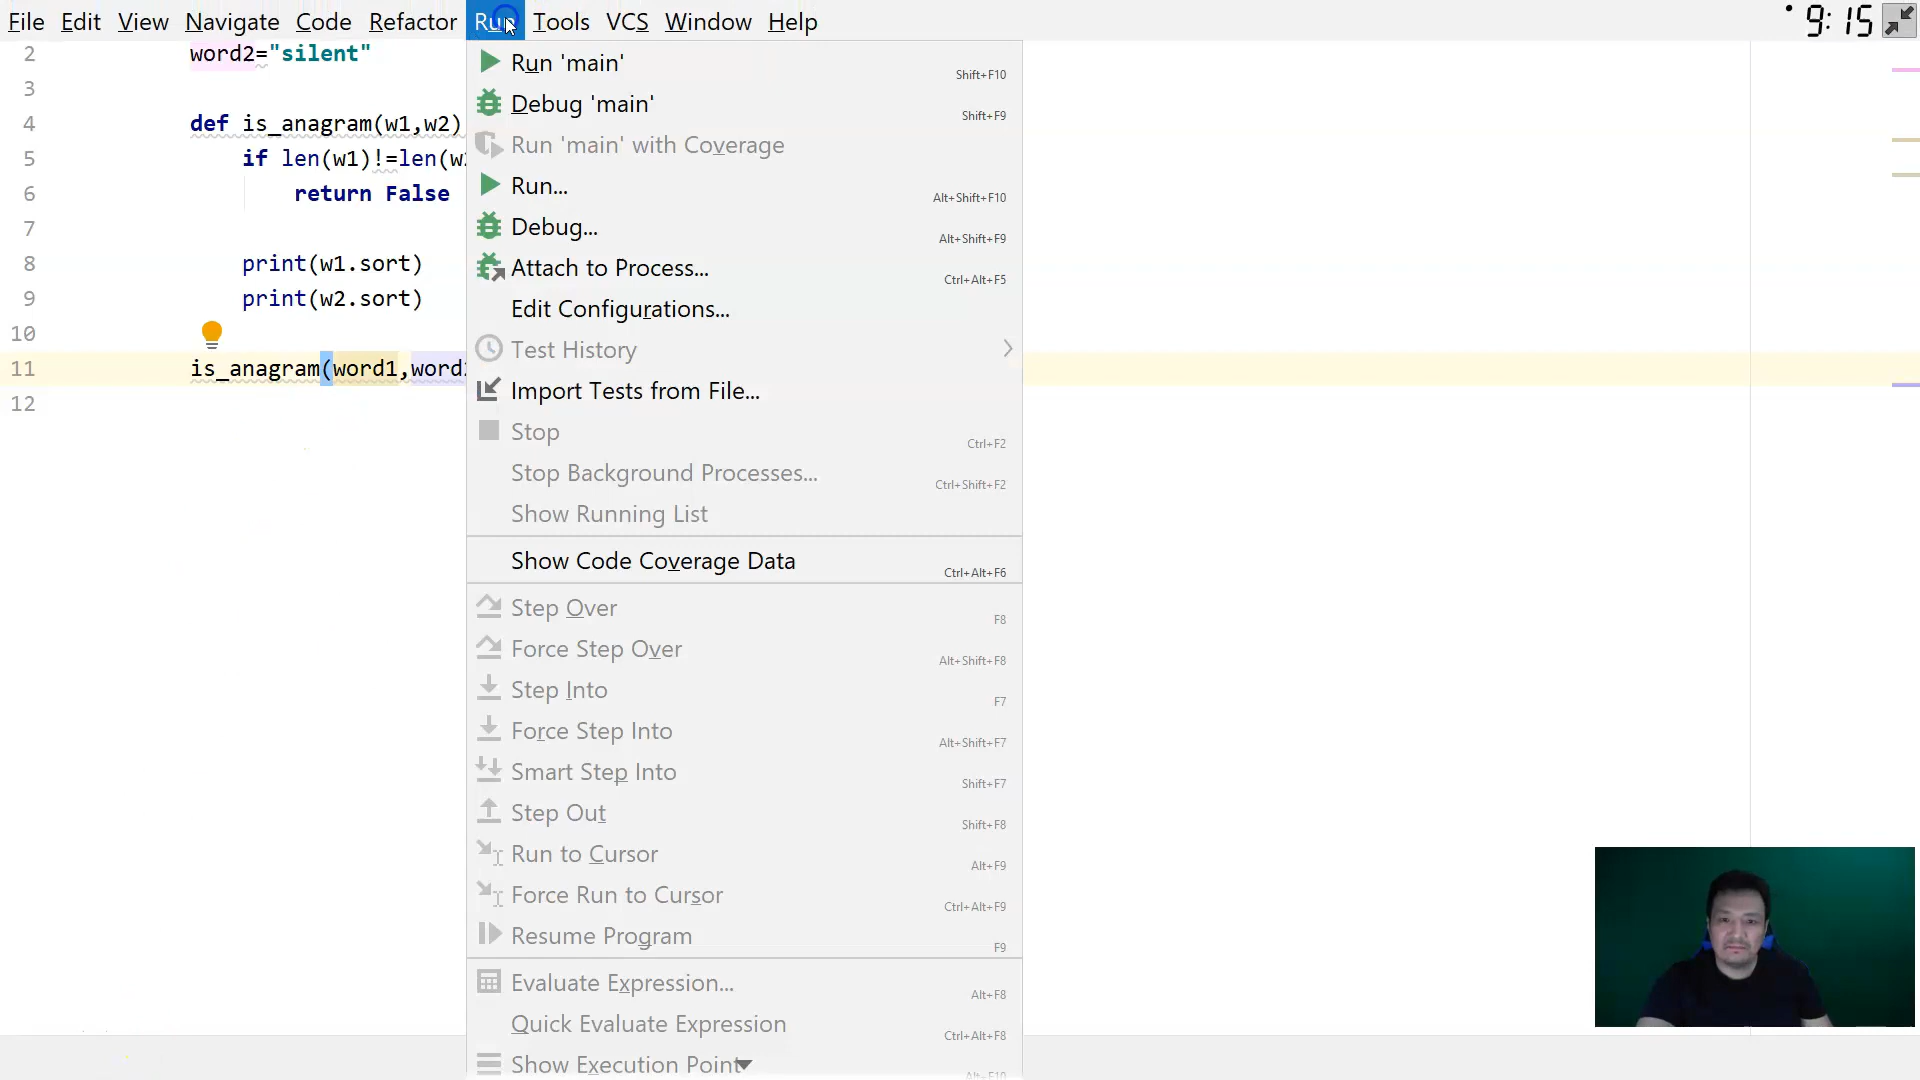 File Edit View Navigate Code Refactor Run Tools VCS Window Help 9:15
2 word2="silent"
3
4 def is_anagram(w1,w2)
5 if len(w1)!=len(w
6 return False
7
8 print(w1.sort)
9 print(w2.sort)
10
11 is_anagram(word1,word
12
Run 'main' Shift+F10
Debug 'main' Shift+F9
Run 'main' with Coverage
Run... Alt+Shift+F10
Debug... Alt+Shift+F9
Attach to Process... Ctrl+Alt+F5
Edit Configurations...
Test History
Import Tests from File...
Stop Ctrl+F2
Stop Background Processes... Ctrl+Shift+F2
Show Running List
Show Code Coverage Data Ctrl+Alt+F6
Step Over F8
Force Step Over Alt+Shift+F8
Step Into F7
Force Step Into Alt+Shift+F7
Smart Step Into Shift+F7
Step Out Shift+F8
Run to Cursor Alt+F9
Force Run to Cursor Ctrl+Alt+F9
Resume Program F9
Evaluate Expression... Alt+F8
Quick Evaluate Expression Ctrl+Alt+F8
Show Execution Point Alt+F10